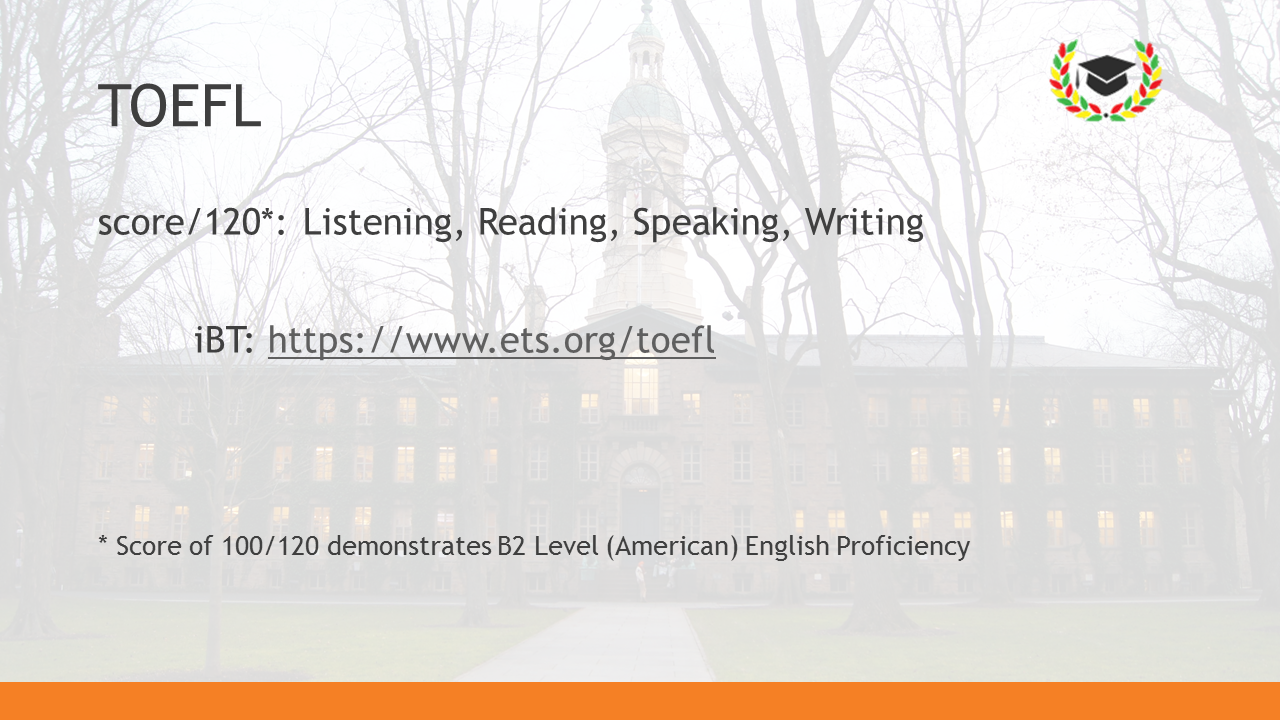 TOEFL
score/120*: Listening, Reading, Speaking, Writing
iBT: https://www.ets.org/toefl
* Score of 100/120 demonstrates B2 Level (American) English Proficiency